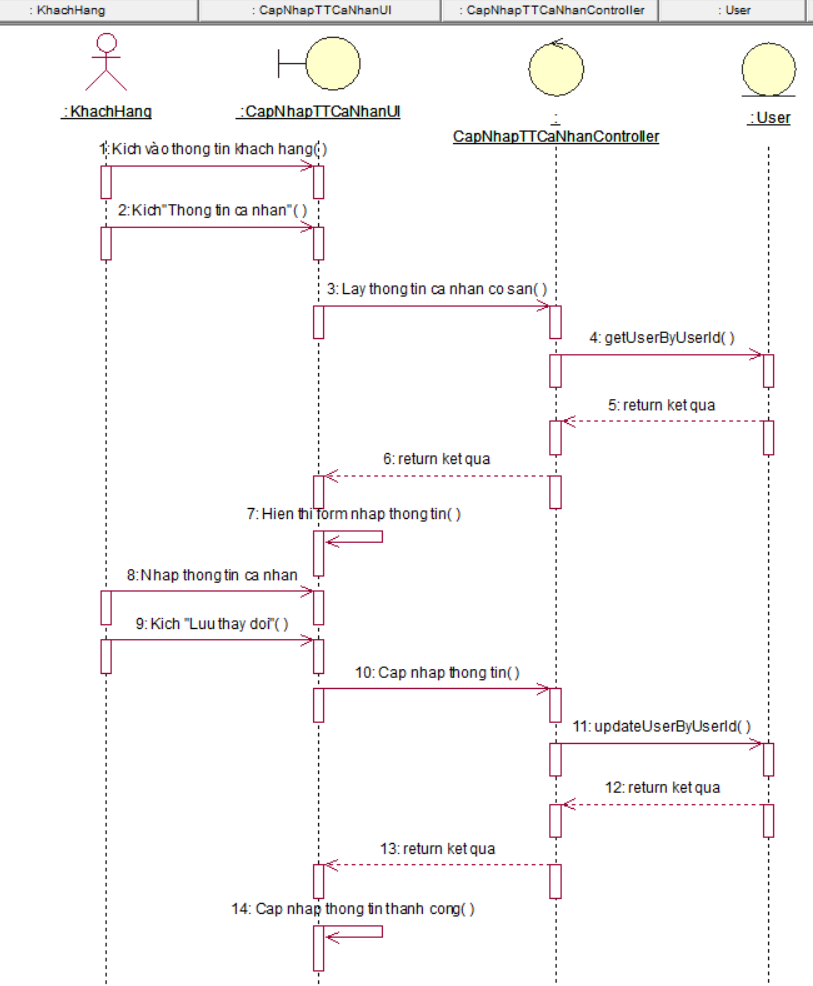 : KhachHang
: CapNhapTTCaNhanUI
: CapNhapTTCaNhanController
: User
: KhachHang
: CapNhapTTCaNhanUI
:
CapNhapTTCaNhanController
: User
1: Kich vào thong tin khach hang( )
2: Kich"Thong tin ca nhan"( )
3: Lay thong tin ca nhan co san( )
4: getUserByUserId( )
5: return ket qua
6: return ket qua
7: Hien thi form nhap thong tin( )
8: Nhap thong tin ca nhan
9: Kich "Luu thay doi"( )
10: Cap nhap thong tin( )
11: updateUserByUserId( )
12: return ket qua
13: return ket qua
14: Cap nhap thong tin thanh cong( )